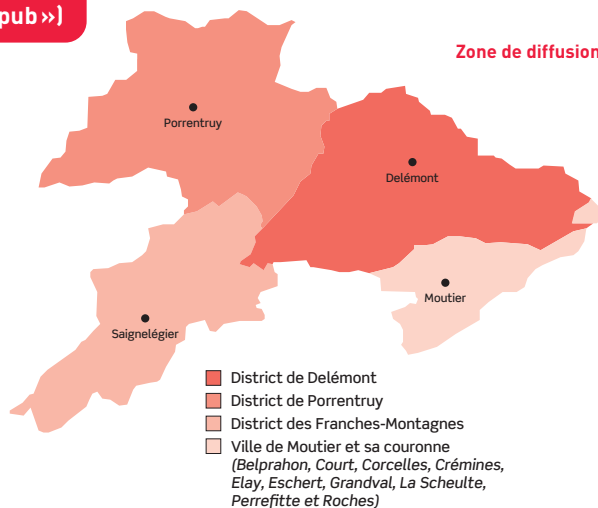 pub »)
Zone de diffusion
Porrentruy
Delémont
Moutier
Saignelégier
District de Delémont
District de Porrentruy
District des Franches-Montagnes
Ville de Moutier et sa couronne
(Belprahon, Court, Corcelles, Crémines,
Elay, Eschert, Grandval, La Scheulte,
Perrefitte et Roches)